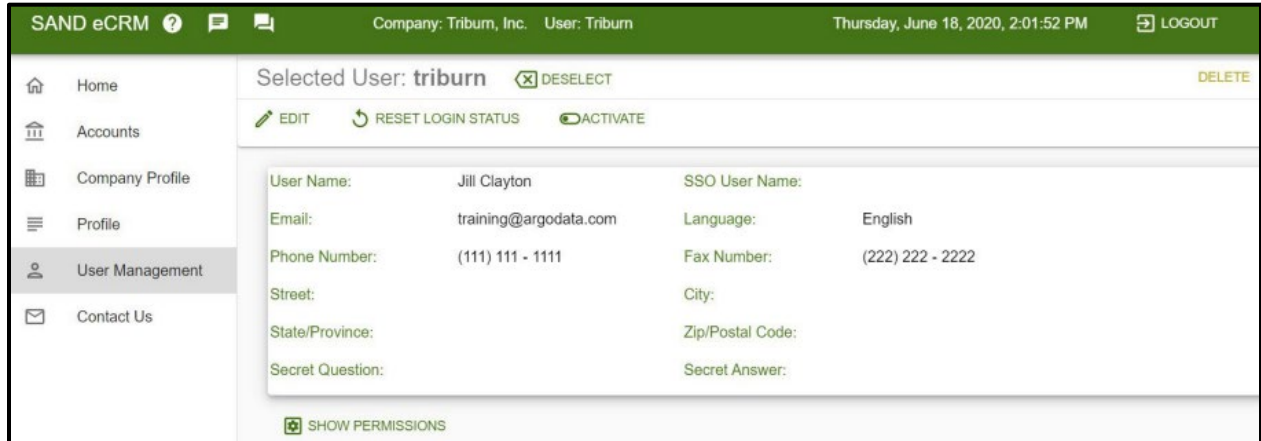 SAND eCRM ? Company: Triburn, Inc. User: Triburn Thursday, June 18, 2020, 2:01:52 PM LOGOUT
Home
Accounts
Company Profile
Profile
User Management
Contact Us
Selected User: triburn DESELECT DELETE
EDIT RESET LOGIN STATUS ACTIVATE
User Name: Jill Clayton SSO User Name:
Email: training@argodata.com Language: English
Phone Number: (111) 111 - 1111 Fax Number: (222) 222 - 2222
Street: City:
State/Province: Zip/Postal Code:
Secret Question: Secret Answer:
SHOW PERMISSIONS